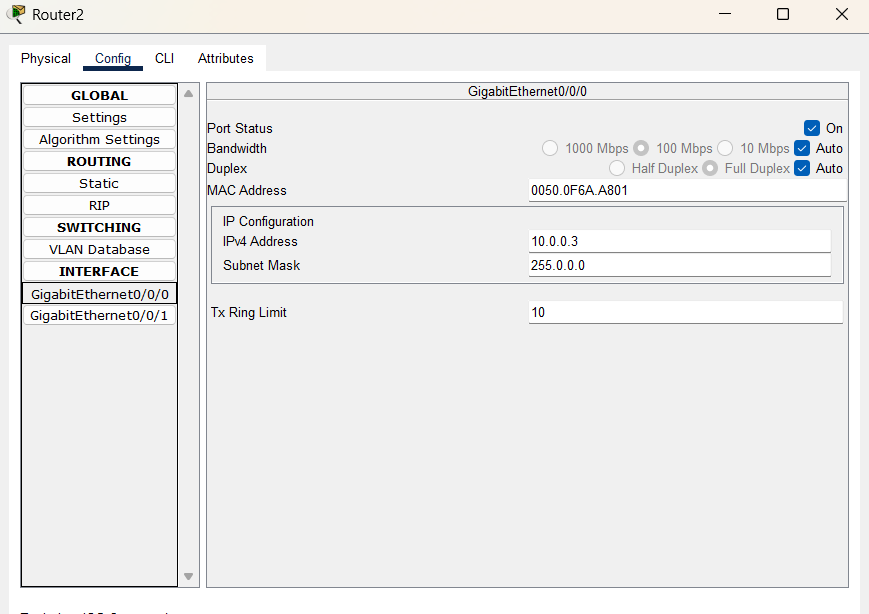 Router2
Physical Config CLI Attributes
GLOBAL
Settings
Algorithm Settings
ROUTING
Static
RIP
SWITCHING
VLAN Database
INTERFACE
GigabitEthernet0/0/0
GigabitEthernet0/0/1
GigabitEthernet0/0/0
Port Status On
Bandwidth 1000 Mbps 100 Mbps 10 Mbps Auto
Duplex Half Duplex Full Duplex Auto
MAC Address 0050.0F6A.A801
IP Configuration
IPv4 Address 10.0.0.3
Subnet Mask 255.0.0.0
Tx Ring Limit 10